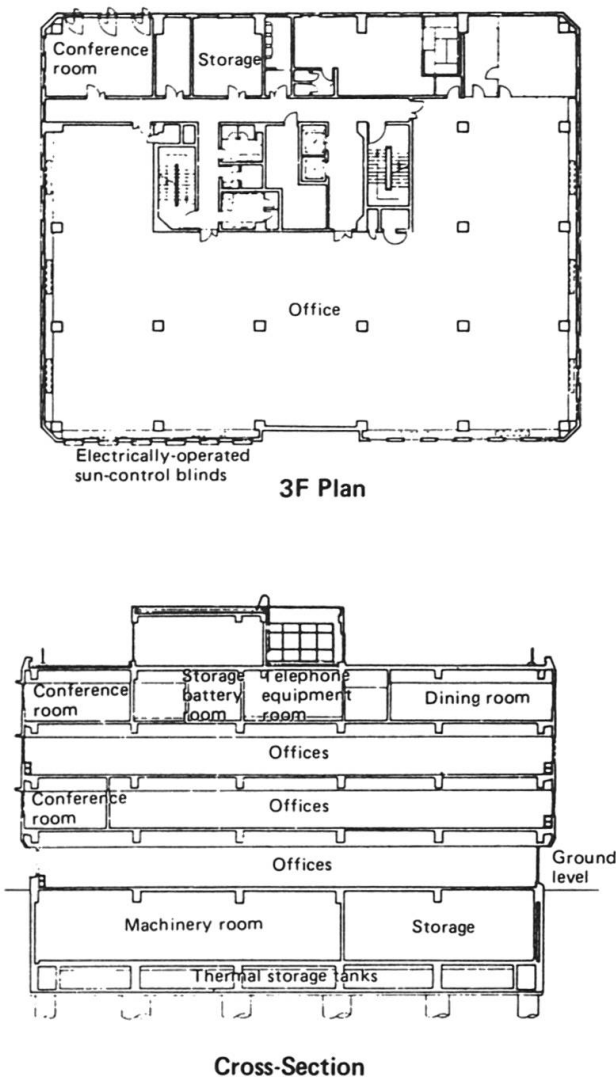 Conference
room
Storage
Office
Electrically-operated
sun-control blinds
3F Plan
Conference
room
Storage
battery
room
Telephone
equipment
room
Dining room
Offices
Conference
room
Offices
Offices
Ground
level
Machinery room
Storage
Thermal storage tanks
Cross-Section